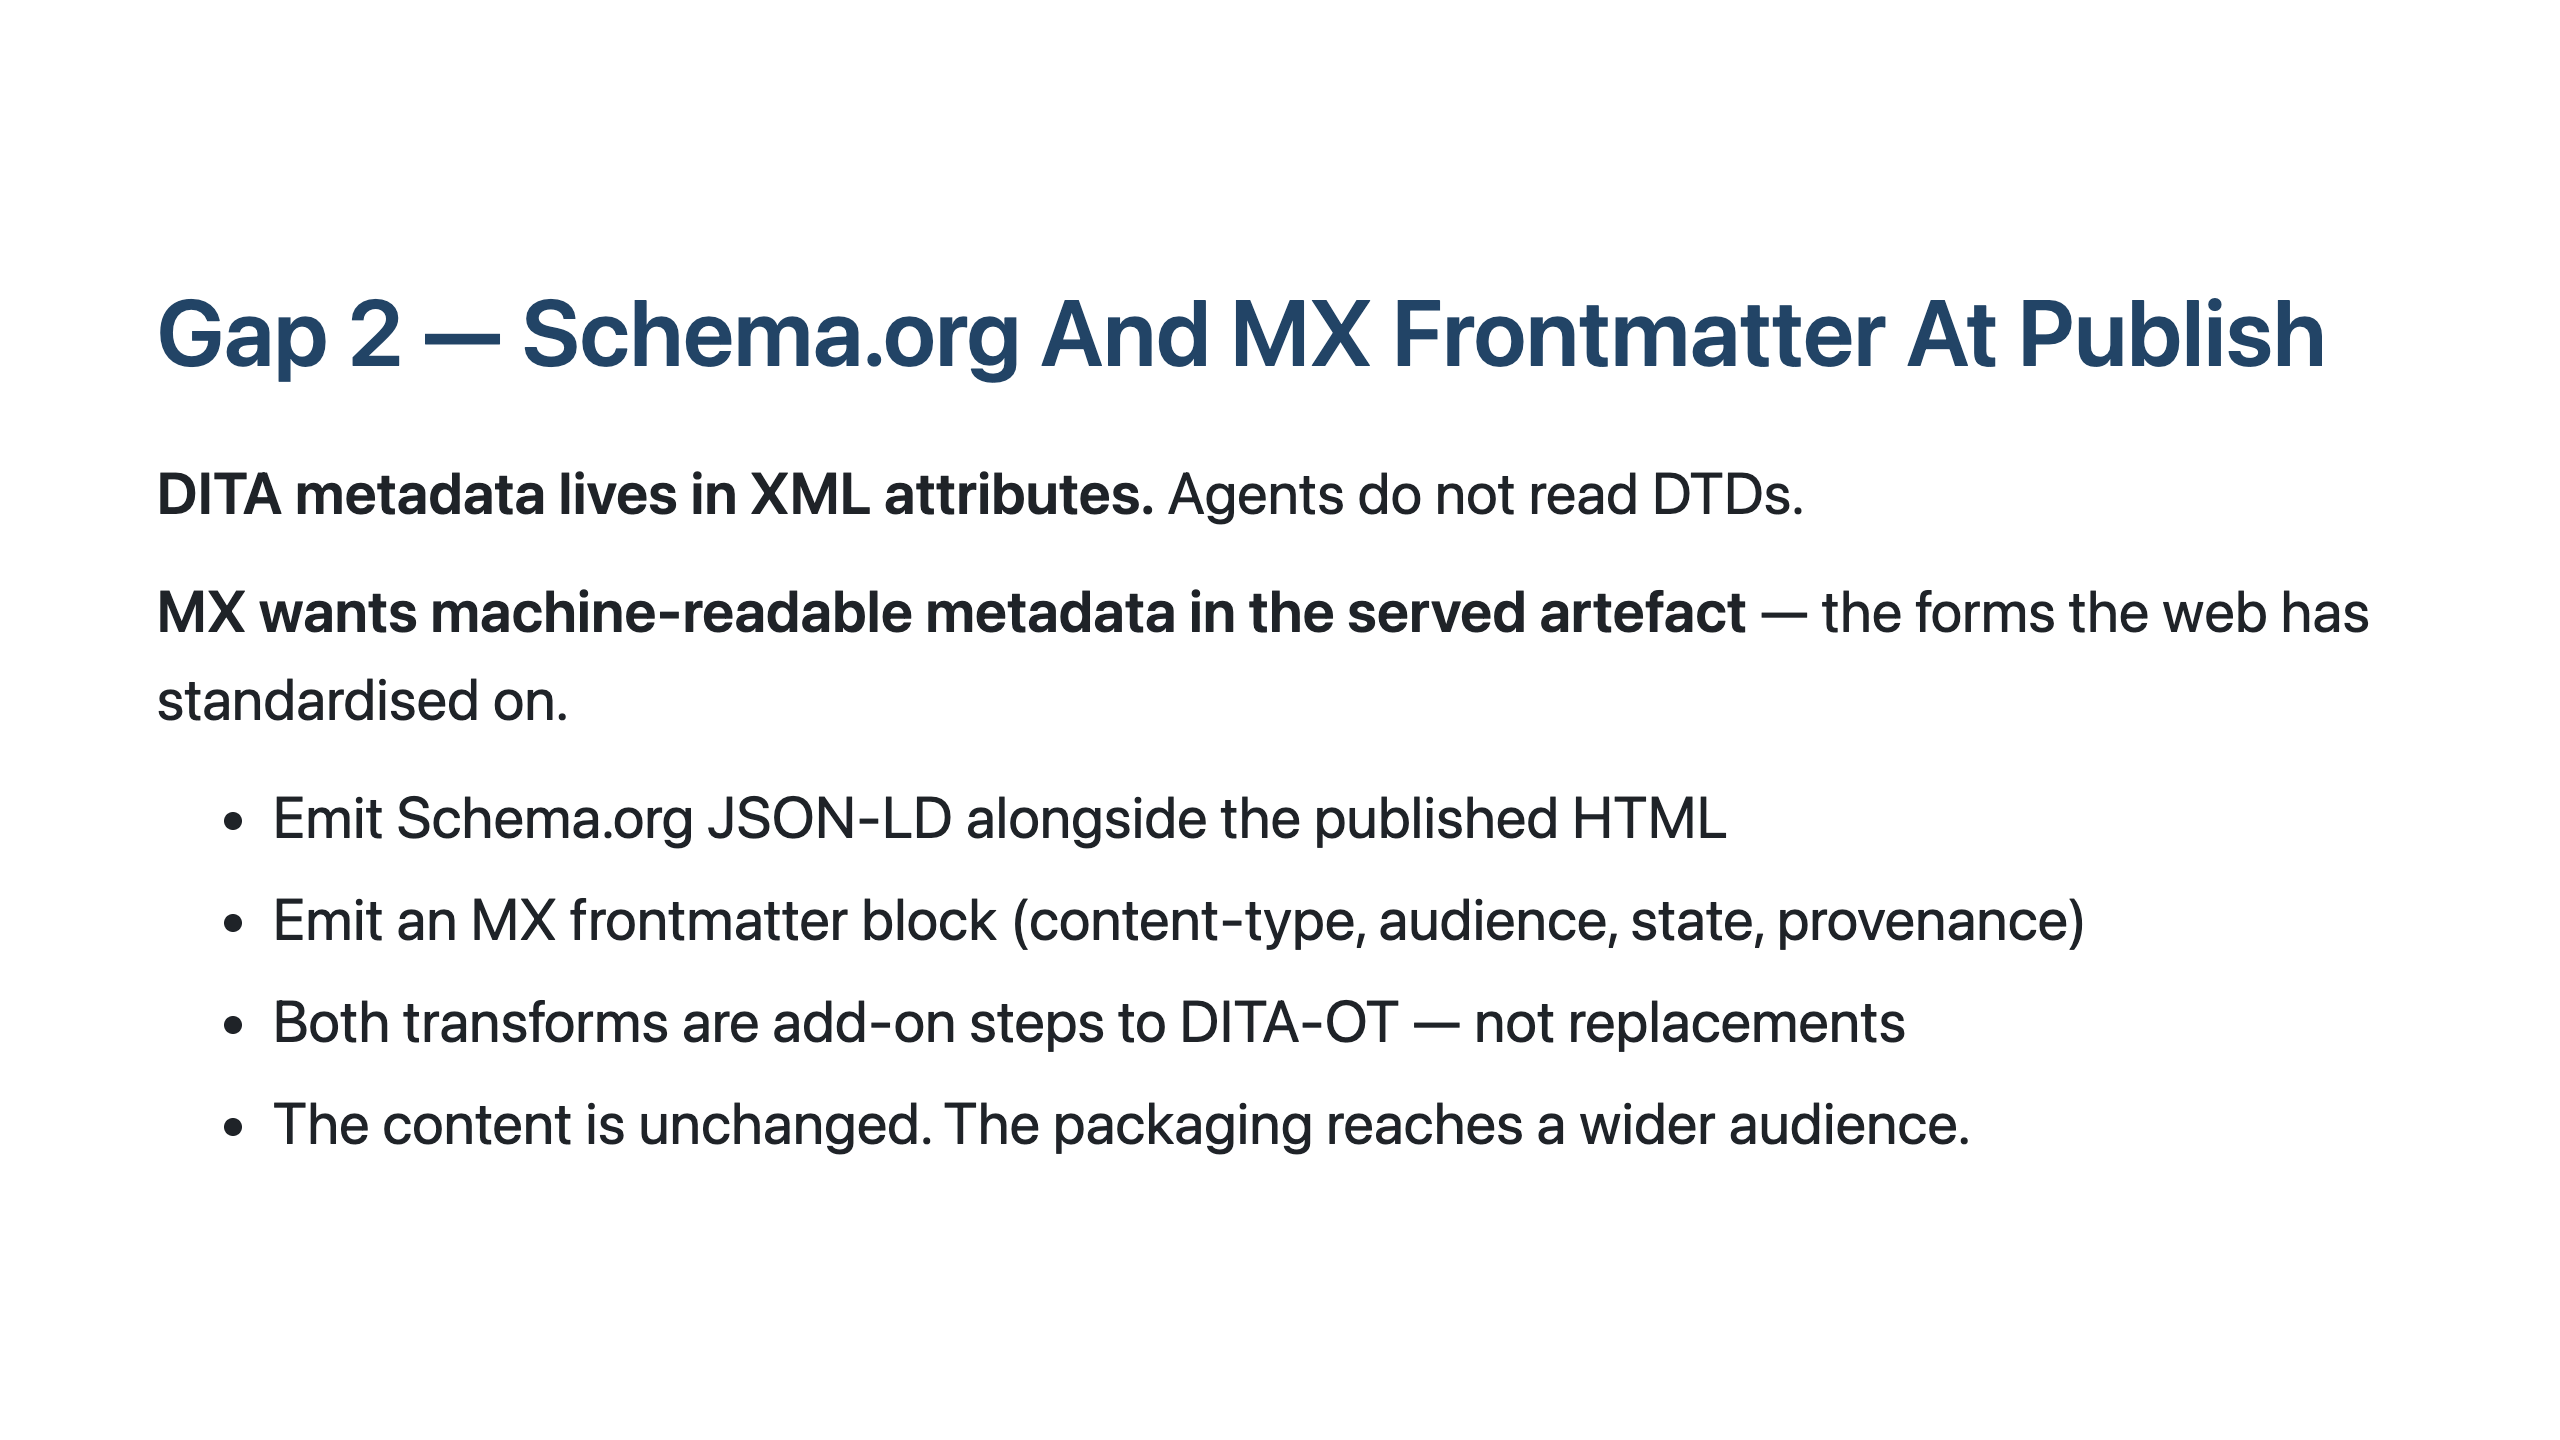 Gap 2 — Schema.org And MX Frontmatter At Publish
DITA metadata lives in XML attributes. Agents do not read DTDs.
MX wants machine-readable metadata in the served artefact — the forms the web has
standardised on.
• Emit Schema.org JSON-LD alongside the published HTML
• Emit an MX frontmatter block (content-type, audience, state, provenance)
• Both transforms are add-on steps to DITA-OT — not replacements
• The content is unchanged. The packaging reaches a wider audience.